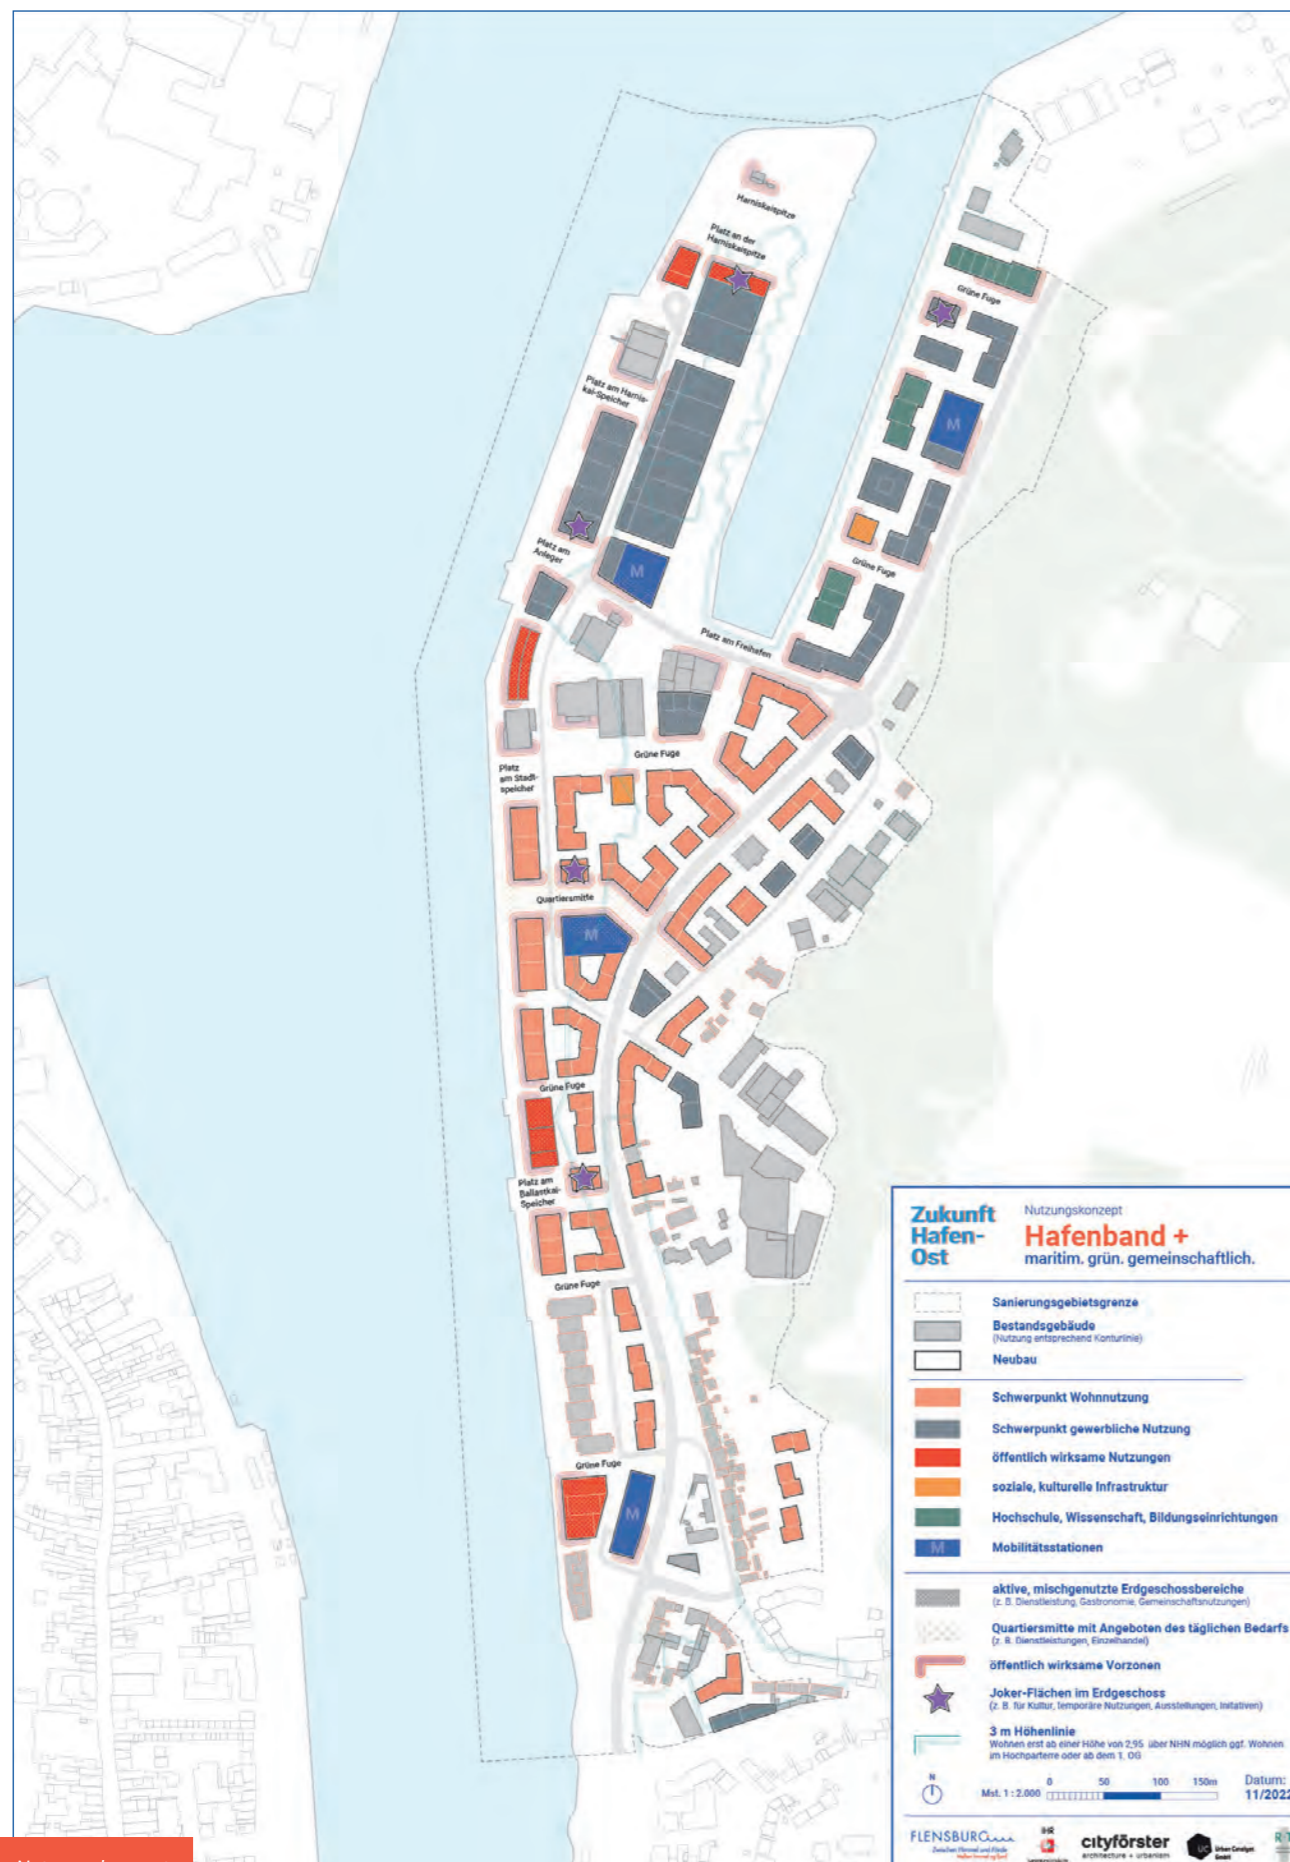 Harniskaispitze
Platz an der
Harniskaispitze
Grüne Fuge
Platz am Harnis-
kai-Speicher
M
Platz am
Anleger
M
Grüne Fuge
Platz am Freihafen
Grüne Fuge
Platz
am Stadt-
speicher
Quartiersmitte
M
Grüne Fuge
Platz am
Ballastkai-
Speicher
Grüne Fuge
Grüne Fuge
M
Zukunft
Hafen-
Ost
Nutzungskonzept
Hafenband +
maritim. grün. gemeinschaftlich.
Sanierungsgebietsgrenze
Bestandsgebäude
(Nutzung entsprechend Konturlinie)
Neubau
Schwerpunkt Wohnnutzung
Schwerpunkt gewerbliche Nutzung
öffentlich wirksame Nutzungen
soziale, kulturelle Infrastruktur
Hochschule, Wissenschaft, Bildungseinrichtungen
M
Mobilitätsstationen
aktive, mischgenutzte Erdgeschossbereiche
(z. B. Dienstleistung, Gastronomie, Gemeinschaftsnutzungen)
Quartiersmitte mit Angeboten des täglichen Bedarfs
(z. B. Dienstleistungen, Einzelhandel)
öffentlich wirksame Vorzonen
Joker-Flächen im Erdgeschoss
(z. B. für Kultur, temporäre Nutzungen, Ausstellungen, Initiativen)
3 m Höhenlinie
Wohnen erst ab einer Höhe von 2,95 über NHN möglich ggf. Wohnen
im Hochparterre oder ab dem 1. OG
N
Mst. 1 : 2.000
0 50 100 150m
Datum:
11/2022
FLENSBURG
IHR
cityförster
architecture + urbanism
UC
Urban Catalyst
GmbH